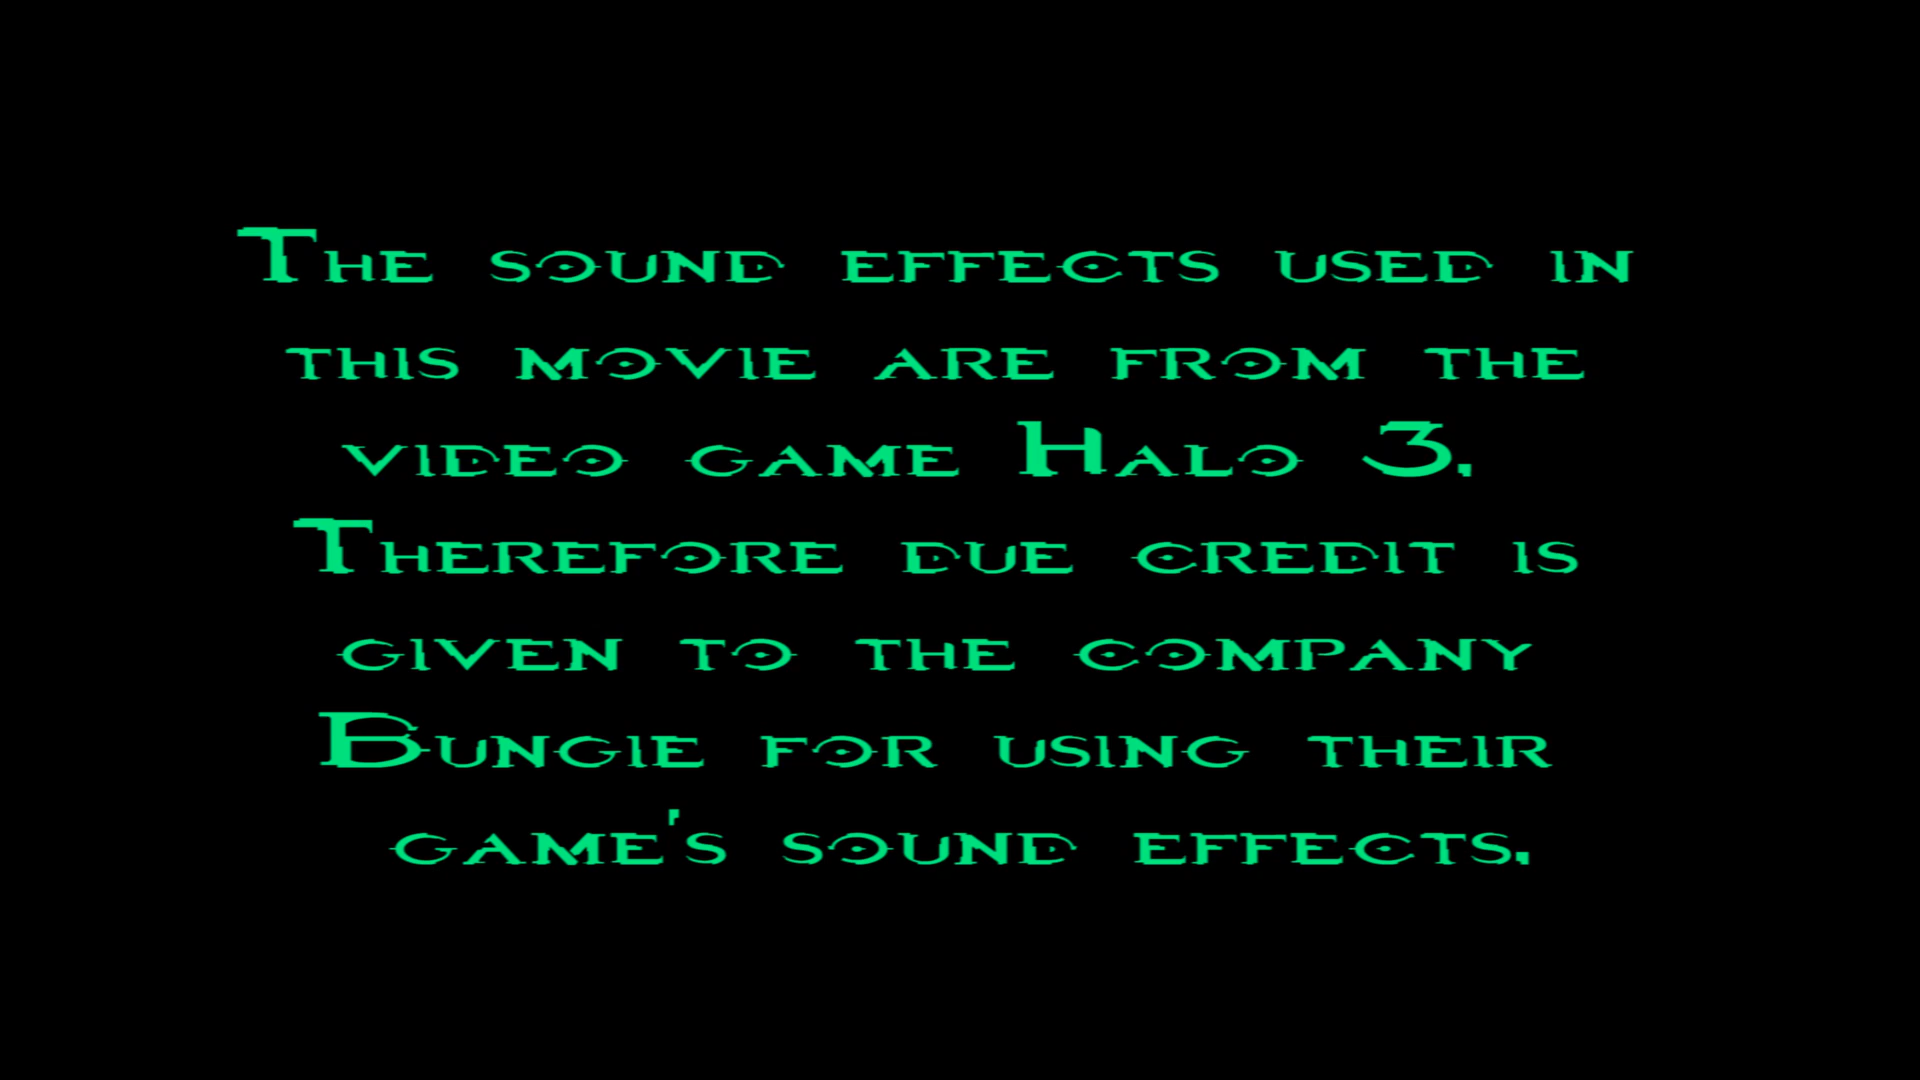 The sound effects used in
this movie are from the
video game Halo 3.
Therefore due credit is
given to the company
Bungie for using their
game's sound effects.